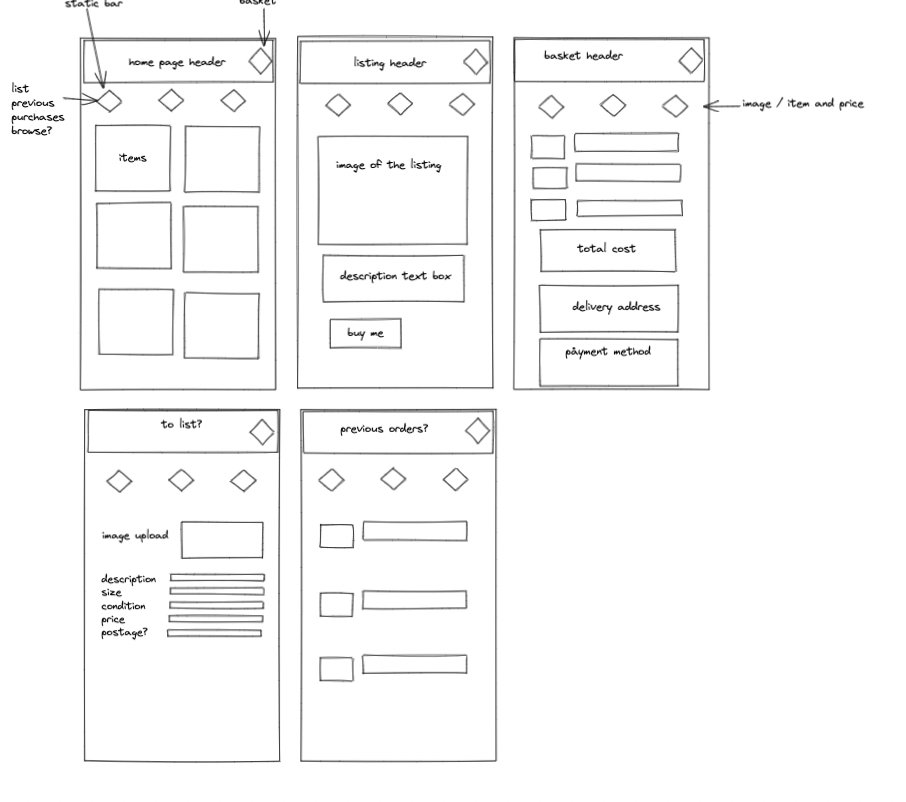 static bar
basket
home page header
listing header
basket header
list
previous
purchases
browse?
image / item and price
items
image of the listing
total cost
description text box
delivery address
buy me
payment method
to list?
previous orders?
image upload
description
size
condition
price
postage?